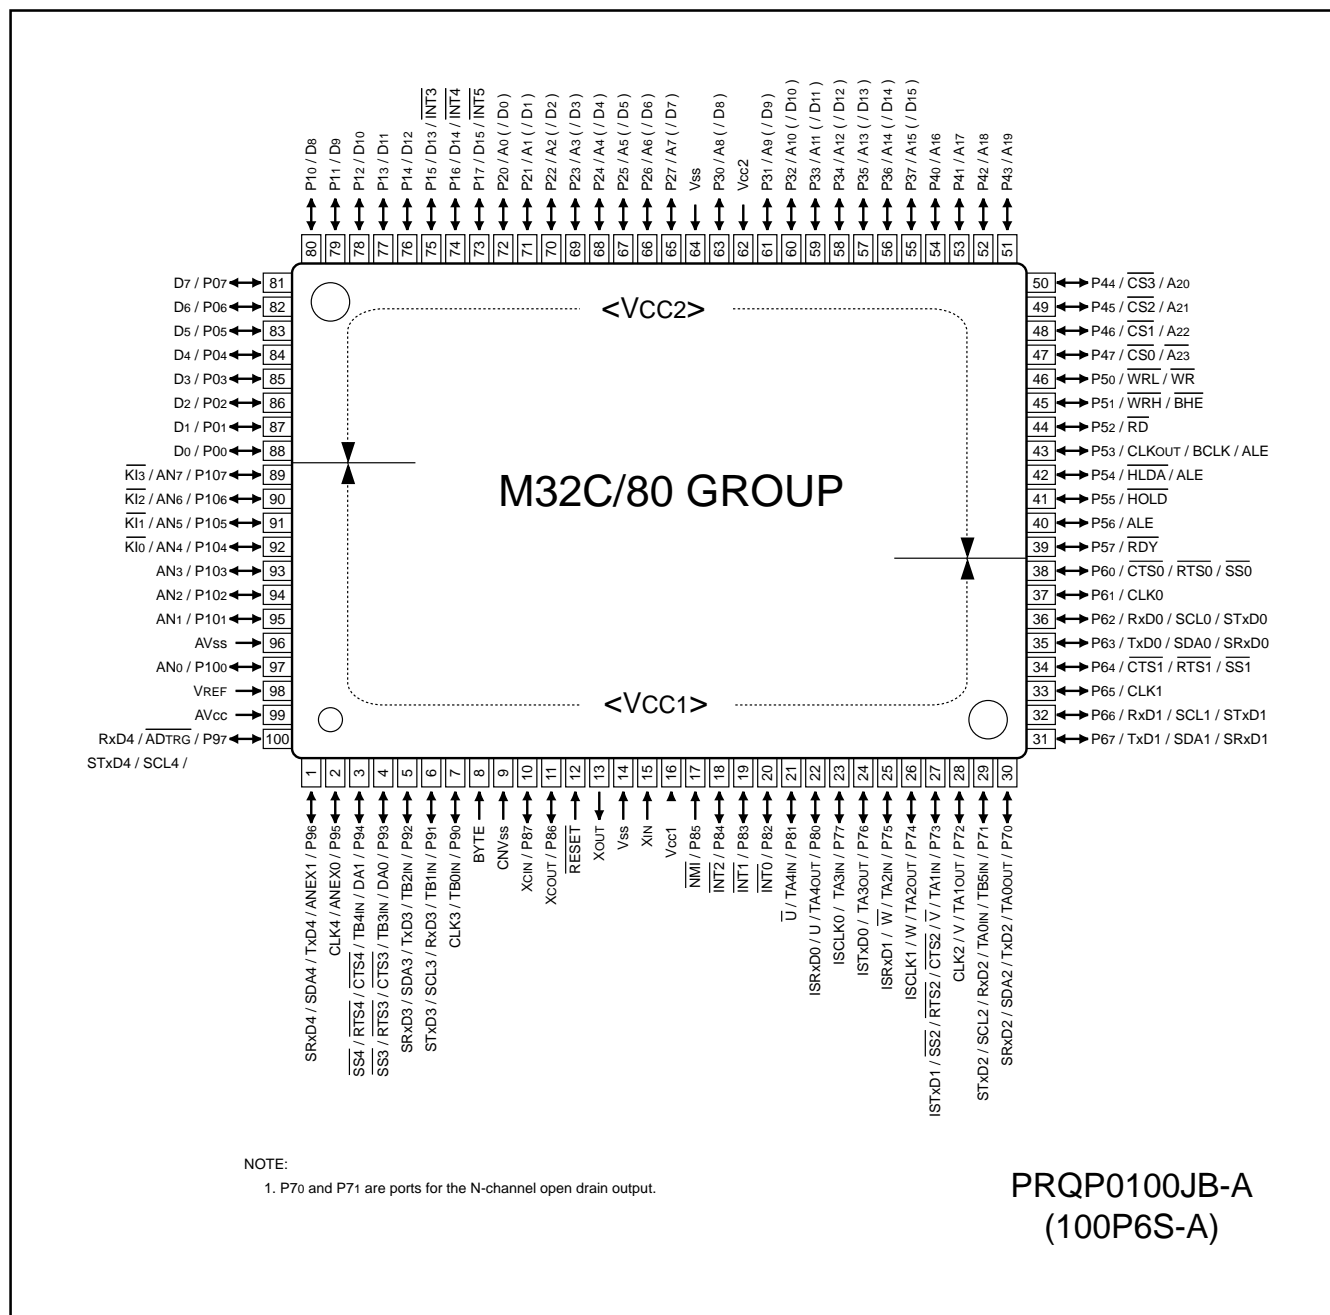 P10 / D8
P11 / D9
P12 / D10
P13 / D11
P14 / D12
P15 / D13 / INT3
P16 / D14 / INT4
P17 / D15 / INT5
P20 / A0 ( / D0 )
P21 / A1 ( / D1 )
P22 / A2 ( / D2 )
P23 / A3 ( / D3 )
P24 / A4 ( / D4 )
P25 / A5 ( / D5 )
P26 / A6 ( / D6 )
P27 / A7 ( / D7 )
Vss
P30 / A8 ( / D8 )
Vcc2
P31 / A9 ( / D9 )
P32 / A10 ( / D10 )
P33 / A11 ( / D11 )
P34 / A12 ( / D12 )
P35 / A13 ( / D13 )
P36 / A14 ( / D14 )
P37 / A15 ( / D15 )
P40 / A16
P41 / A17
P42 / A18
P43 / A19
80 79 78 77 76 75 74 73 72 71 70 69 68 67 66 65 64 63 62 61 60 59 58 57 56 55 54 53 52 51
D7 / P07 81
D6 / P06 82
D5 / P05 83
D4 / P04 84
D3 / P03 85
D2 / P02 86
D1 / P01 87
D0 / P00 88
KI3 / AN7 / P107 89
KI2 / AN6 / P106 90
KI1 / AN5 / P105 91
KI0 / AN4 / P104 92
AN3 / P103 93
AN2 / P102 94
AN1 / P101 95
AVss 96
AN0 / P100 97
VREF 98
AVcc 99
RxD4 / ADTRG / P97 100
STxD4 / SCL4 /
<VCC2>
M32C/80 GROUP
<VCC1>
50 P44 / CS3 / A20
49 P45 / CS2 / A21
48 P46 / CS1 / A22
47 P47 / CS0 / A23
46 P50 / WRL / WR
45 P51 / WRH / BHE
44 P52 / RD
43 P53 / CLKOUT / BCLK / ALE
42 P54 / HLDA / ALE
41 P55 / HOLD
40 P56 / ALE
39 P57 / RDY
38 P60 / CTS0 / RTS0 / SS0
37 P61 / CLK0
36 P62 / RxD0 / SCL0 / STxD0
35 P63 / TxD0 / SDA0 / SRxD0
34 P64 / CTS1 / RTS1 / SS1
33 P65 / CLK1
32 P66 / RxD1 / SCL1 / STxD1
31 P67 / TxD1 / SDA1 / SRxD1
1 2 3 4 5 6 7 8 9 10 11 12 13 14 15 16 17 18 19 20 21 22 23 24 25 26 27 28 29 30
SRxD4 / SDA4 / TxD4 / ANEX1 / P96
CLK4 / ANEX0 / P95
SS4 / RTS4 / CTS4 / TB4IN / DA1 / P94
SS3 / RTS3 / CTS3 / TB3IN / DA0 / P93
SRxD3 / SDA3 / TxD3 / TB2IN / P92
STxD3 / SCL3 / RxD3 / TB1IN / P91
CLK3 / TB0IN / P90
BYTE
CNVss
XCIN / P87
XCOUT / P86
RESET
XOUT
Vss
XIN
Vcc1
NMI / P85
INT2 / P84
INT1 / P83
INT0 / P82
U / TA4IN / P81
ISRxD0 / U / TA4OUT / P80
ISCLK0 / TA3IN / P77
ISTxD0 / TA3OUT / P76
ISRxD1 / W / TA2IN / P75
ISCLK1 / W / TA2OUT / P74
ISTxD1 / SS2 / RTS2 / CTS2 / V / TA1IN / P73
CLK2 / V / TA1OUT / P72
STxD2 / SCL2 / RxD2 / TA0IN / TB5IN / P71
SRxD2 / SDA2 / TxD2 / TA0OUT / P70
NOTE:
1. P70 and P71 are ports for the N-channel open drain output.
PRQP0100JB-A
(100P6S-A)